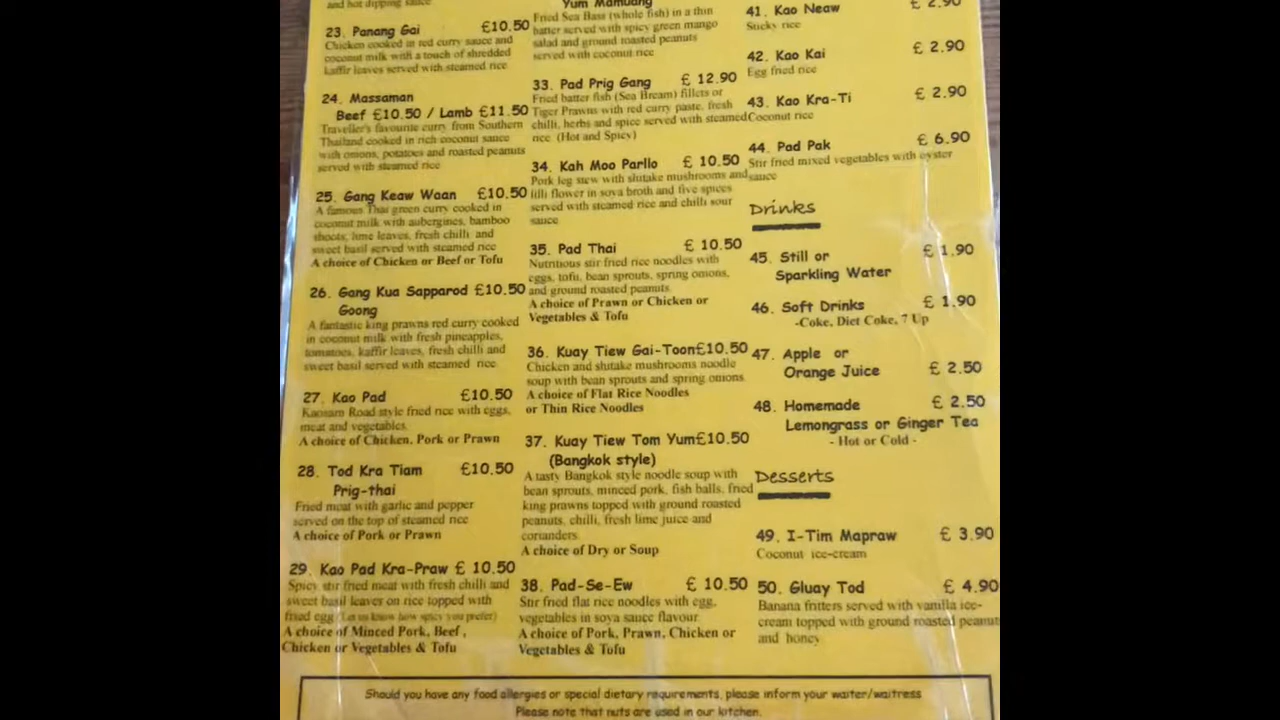 and hot dipping sauce
23. Panang Gai £10.50
Chicken cooked in red curry sauce and
coconut milk with a touch of shredded
kaffir leaves served with steamed rice
24. Massaman
Beef £10.50 / Lamb £11.50
Traveller's favourite curry from Southern
Thailand cooked in rich coconut sauce
with onions, potatoes and roasted peanuts
served with steamed rice
25. Gang Keaw Waan £10.50
A famous Thai green curry cooked in
coconut milk with aubergines, bamboo
shoots, lime leaves, fresh chilli and
sweet basil served with steamed rice
A choice of Chicken or Beef or Tofu
26. Gang Kua Sapparod £10.50
Goong
A fantastic king prawns red curry cooked
in coconut milk with fresh pineapples,
tomatoes, kaffir leaves, fresh chilli and
sweet basil served with steamed rice
27. Kao Pad £10.50
Kaosarn Road style fried rice with eggs,
meat and vegetables.
A choice of Chicken, Pork or Prawn
28. Tod Kra Tiam £10.50
Prig-thai
Fried meat with garlic and pepper
served on the top of steamed rice
A choice of Pork or Prawn
29. Kao Pad Kra-Praw £ 10.50
Spicy stir fried meat with fresh chilli and
sweet basil leaves on rice topped with
fried egg (Let us know how spicy you prefer)
A choice of Minced Pork, Beef,
Chicken or Vegetables & Tofu
Yum Mamuang
Fried Sea Bass (whole fish) in a thin
batter served with spicy green mango
salad and ground roasted peanuts
served with coconut rice
33. Pad Prig Gang £ 12.90
Fried batter fish (Sea Bream) fillets or
Tiger Prawns with red curry paste, fresh
chilli, herbs and spice served with steamed
rice (Hot and Spicy)
34. Kah Moo Parllo £ 10.50
Pork leg stew with shitake mushrooms and
lilli flower in soya broth and five spices
served with steamed rice and chilli sour
sauce
35. Pad Thai £ 10.50
Nutritious stir fried rice noodles with
eggs, tofu, bean sprouts, spring onions,
and ground roasted peanuts
A choice of Prawn or Chicken or
Vegetables & Tofu
36. Kuay Tiew Gai-Toon£10.50
Chicken and shitake mushrooms noodle
soup with bean sprouts and spring onions
A choice of Flat Rice Noodles
or Thin Rice Noodles
37. Kuay Tiew Tom Yum£10.50
(Bangkok style)
A tasty Bangkok style noodle soup with
bean sprouts, minced pork, fish balls, fried
king prawns topped with ground roasted
peanuts, chilli, fresh lime juice and
corianders
A choice of Dry or Soup
38. Pad-Se-Ew £ 10.50
Stir fried flat rice noodles with egg,
vegetables in soya sauce flavour
A choice of Pork, Prawn, Chicken or
Vegetables & Tofu
41. Kao Neaw £ 2.90
Sticky rice
42. Kao Kai £ 2.90
Egg fried rice
43. Kao Kra-Ti £ 2.90
Coconut rice
44. Pad Pak £ 6.90
Stir fried mixed vegetables with oyster
sauce
Drinks
45. Still or £ 1.90
Sparkling Water
46. Soft Drinks £ 1.90
-Coke, Diet Coke, 7 Up
47. Apple or
Orange Juice £ 2.50
48. Homemade £ 2.50
Lemongrass or Ginger Tea
- Hot or Cold -
Desserts
49. I-Tim Mapraw £ 3.90
Coconut ice-cream
50. Gluay Tod £ 4.90
Banana fritters served with vanilla ice-
cream topped with ground roasted peanuts
and honey
Should you have any food allergies or special dietary requirements, please inform your waiter/waitress
Please note that nuts are used in our kitchen.